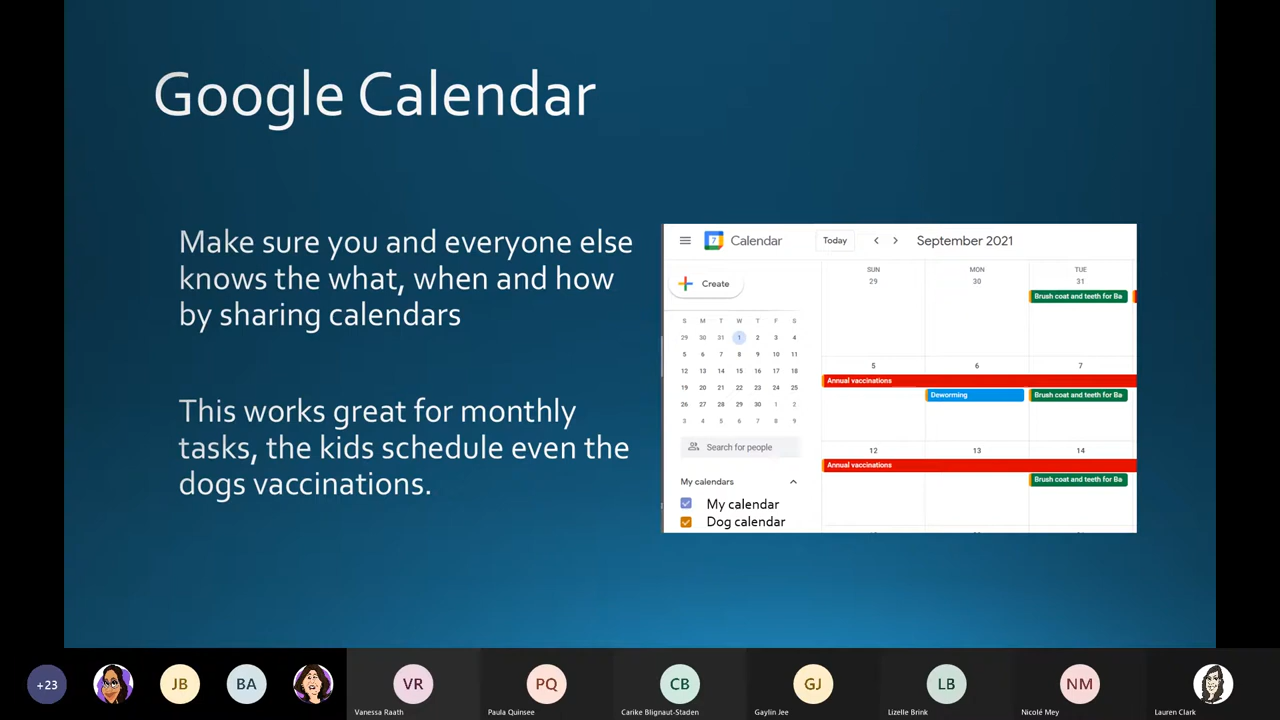 Google Calendar
Make sure you and everyone else
knows the what, when and how
by sharing calendars
This works great for monthly
tasks, the kids schedule even the
dogs vaccinations.
7 Calendar Today September 2021
Create
S M T W T F S
29 30 31 1 2 3 4
5 6 7 8 9 10 11
12 13 14 15 16 17 18
19 20 21 22 23 24 25
26 27 28 29 30 1 2
3 4 5 6 7 8 9
Search for people
My calendars
My calendar
Dog calendar
SUN MON TUE
29 30 31
Brush coat and teeth for Ba
5 6 7
Annual vaccinations
Deworming Brush coat and teeth for Ba
12 13 14
Annual vaccinations
Brush coat and teeth for Ba
+23 JB BA VR PQ CB GJ LB NM
Vanessa Raath Paula Quinsee Carike Blignaut-Staden Gaylin Jee Lizelle Brink Nicolé Mey Lauren Clark